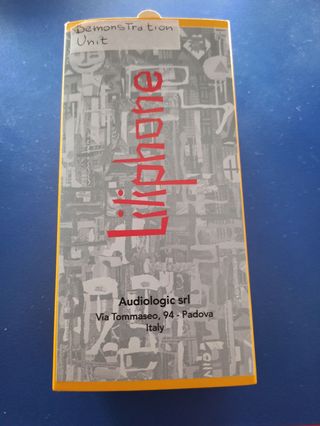 Demonstration
Unit
Liliphone
Audiologic srl
Via Tommaseo, 94 - Padova
Italy